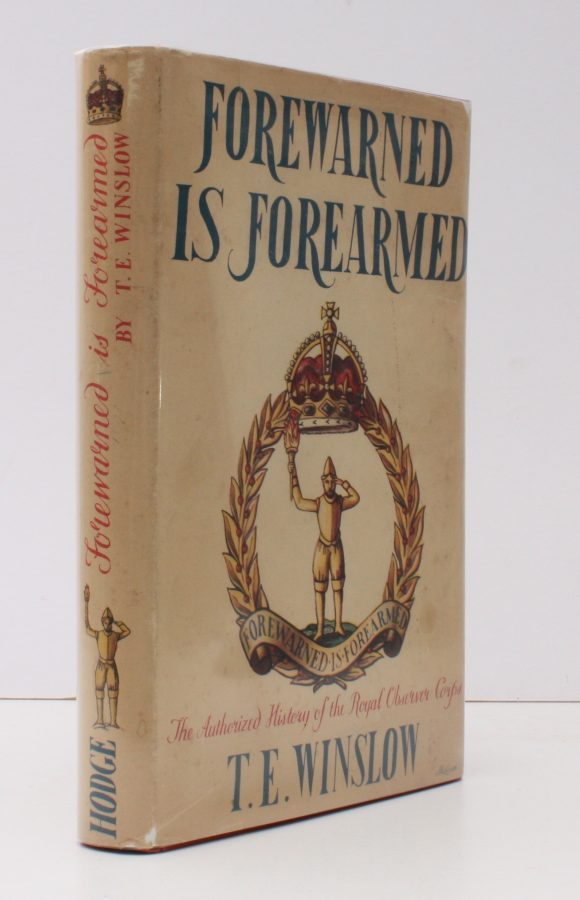 FOREWARNED
IS FOREARMED
FOREWARNED·IS·FOREARMED
The Authorized History of the Royal Observer Corps
T. E. WINSLOW
Forewarned is Forearmed
BY T. E. WINSLOW
HODGE